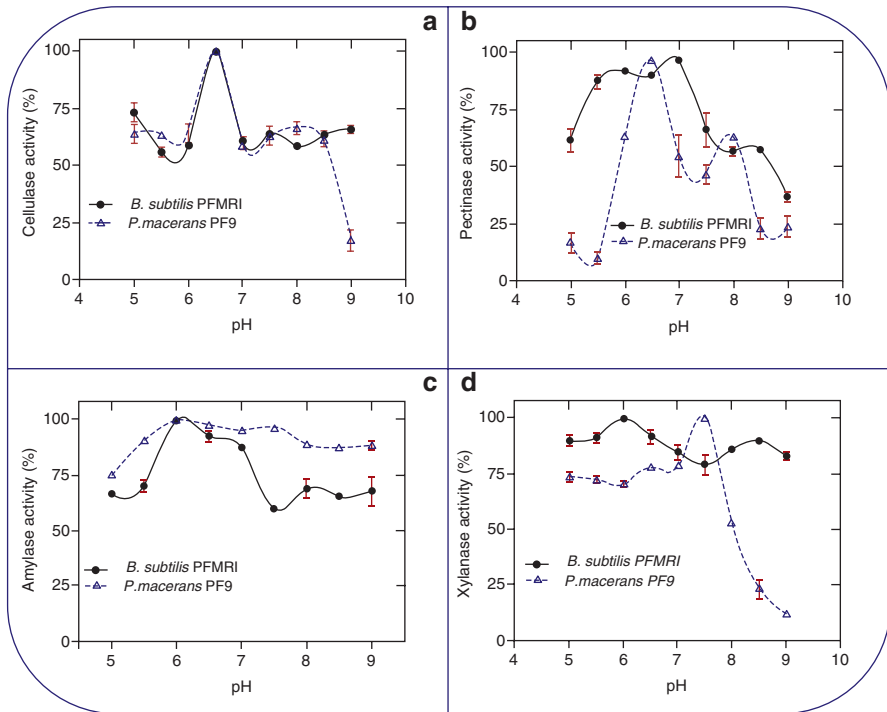 a
Cellulase activity (%)
100
75
50
25
0
4 5 6 7 8 9 10
pH
B. subtilis PFMRI
P.macerans PF9
b
Pectinase activity (%)
100
75
50
25
0
4 5 6 7 8 9 10
pH
B. subtilis PFMRI
P.macerans PF9
c
Amylase activity (%)
100
75
50
25
0
5 6 7 8 9
pH
B. subtilis PFMRI
P.macerans PF9
d
Xylanase activity (%)
100
75
50
25
0
4 5 6 7 8 9 10
pH
B. subtilis PFMRI
P.macerans PF9